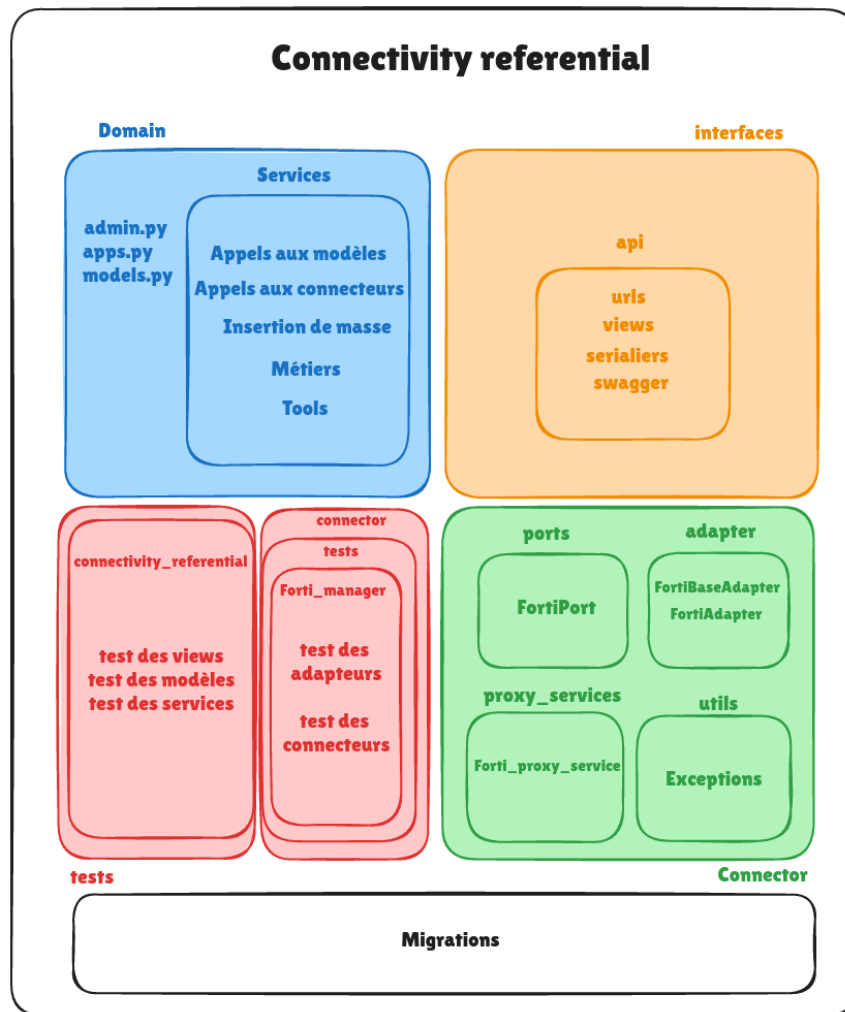 Connectivity referential
Domain
Services
admin.py
apps.py
models.py
Appels aux modèles
Appels aux connecteurs
Insertion de masse
Métiers
Tools
interfaces
api
urls
views
serialiers
swagger
connectivity_referential
test des views
test des modèles
test des services
connector
tests
Forti_manager
test des
adapteurs
test des
connecteurs
tests
ports
FortiPort
adapter
FortiBaseAdapter
FortiAdapter
proxy_services
Forti_proxy_service
utils
Exceptions
Connector
Migrations